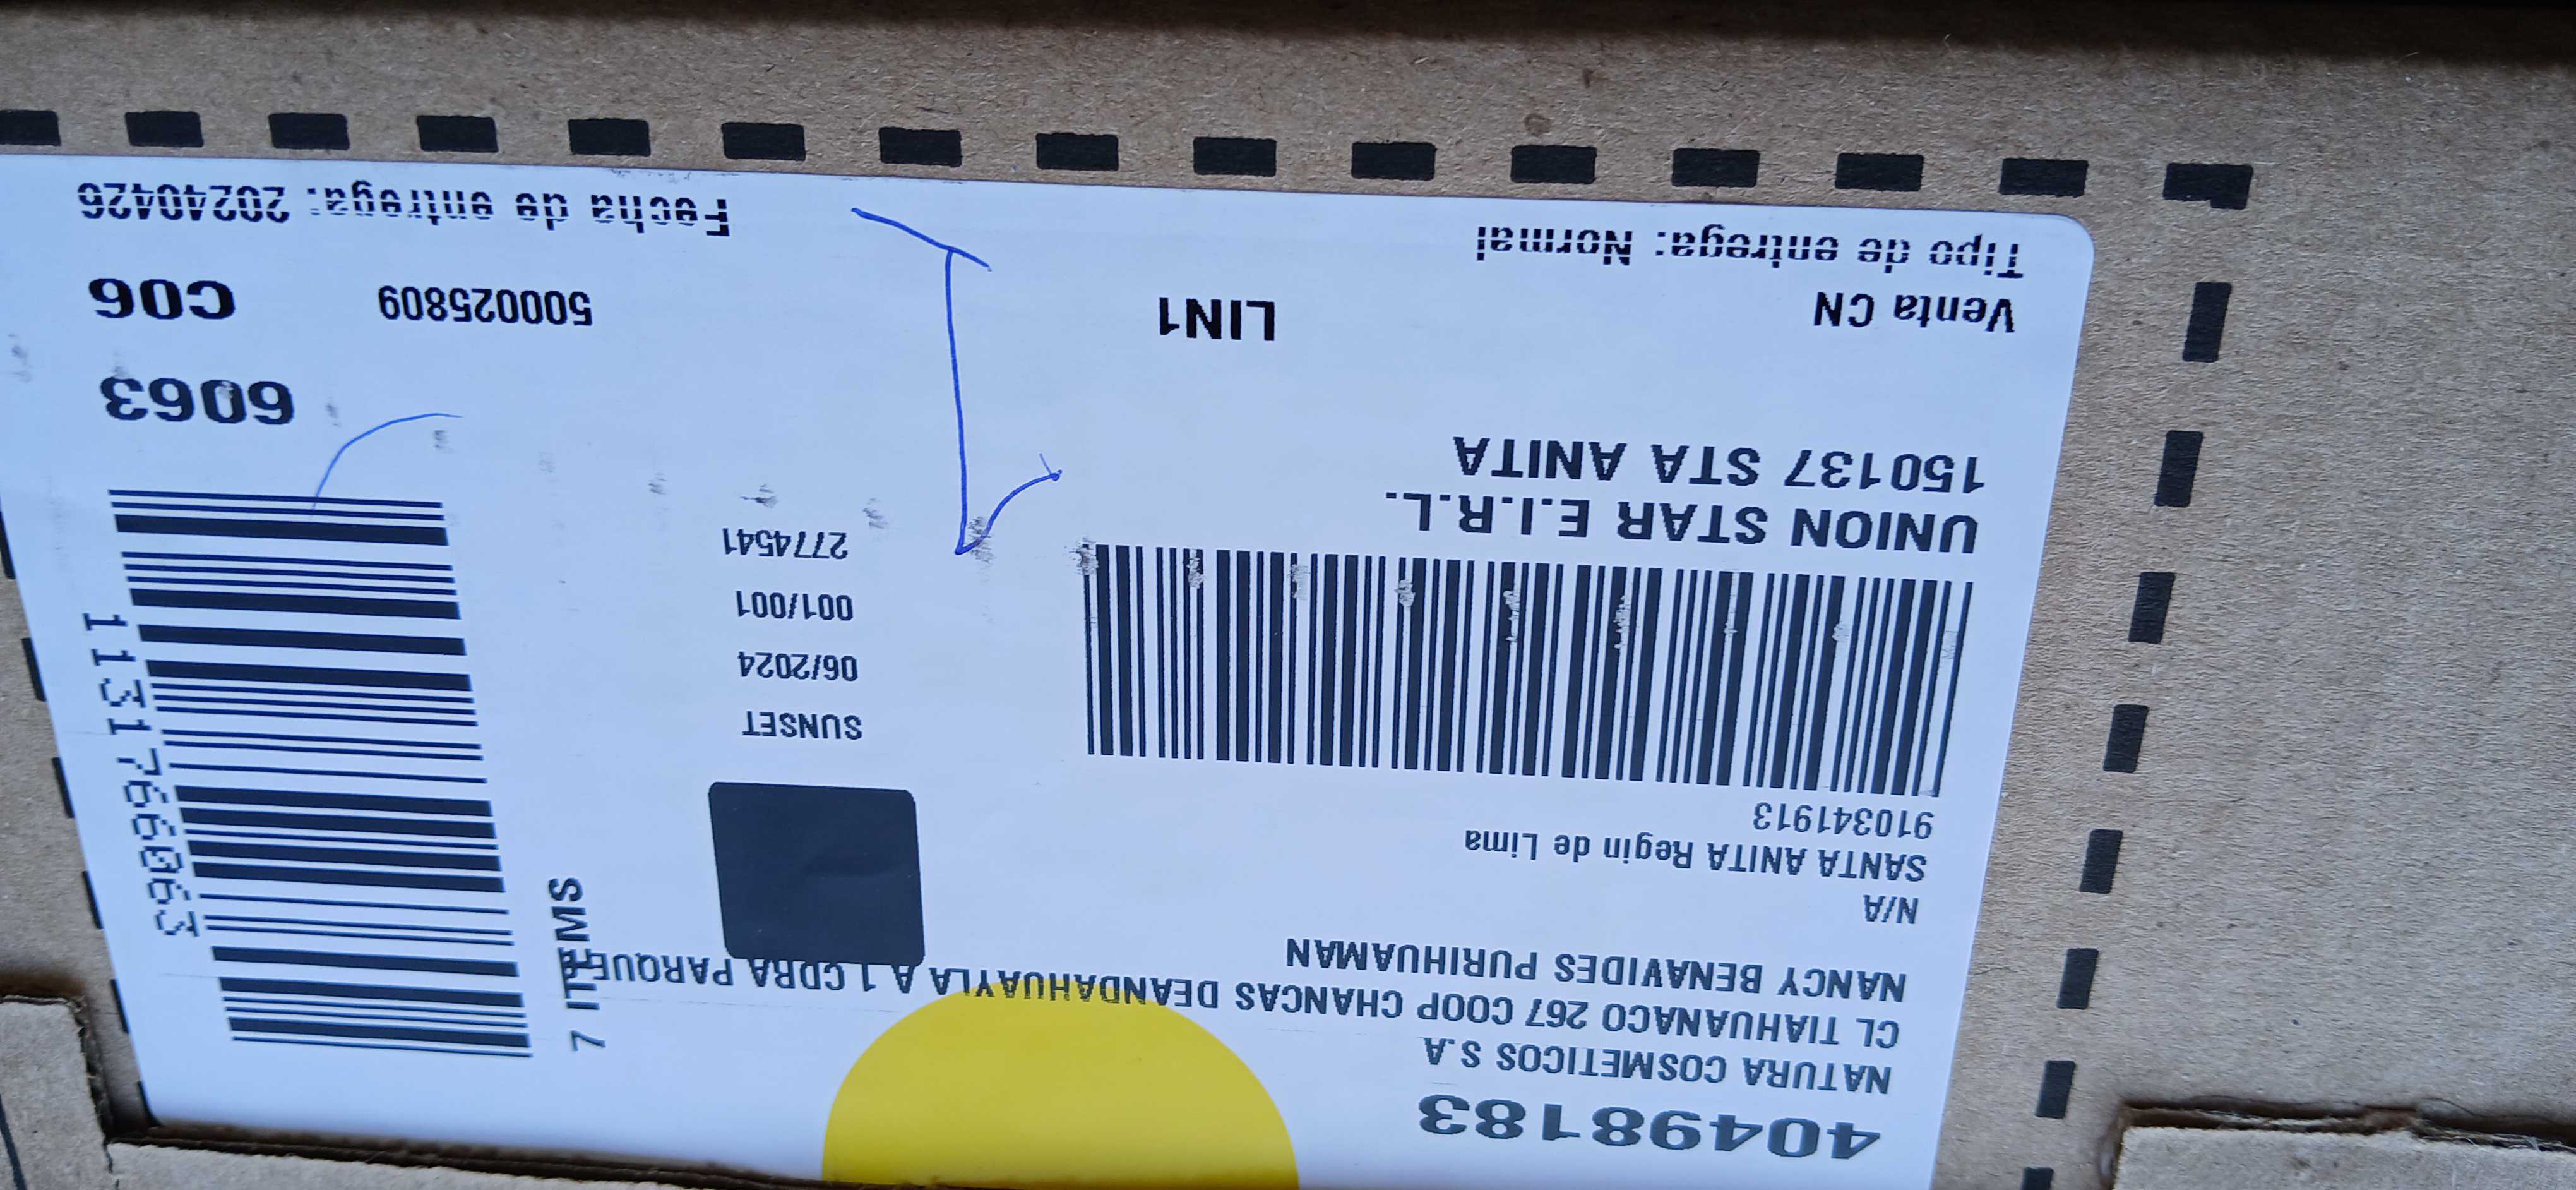 40498183
NATURA COSMETICOS S.A
CL TIAHUANACO 267 COOP CHANCAS DEANDAHUAYLA A 1 CDRA PARQUE
NANCY BENAVIDES PURIHUAMAN
N/A
SANTA ANITA Regin de Lima
910341913
UNION STAR E.I.R.L.
150137 STA ANITA
Venta CN
LIN1
Tipo de entrega: Normal
SUNSET
06/2024
001/001
2774541
7 ITEMS
11317666063
6063
500025809
C06
Fecha de entrega: 20240426